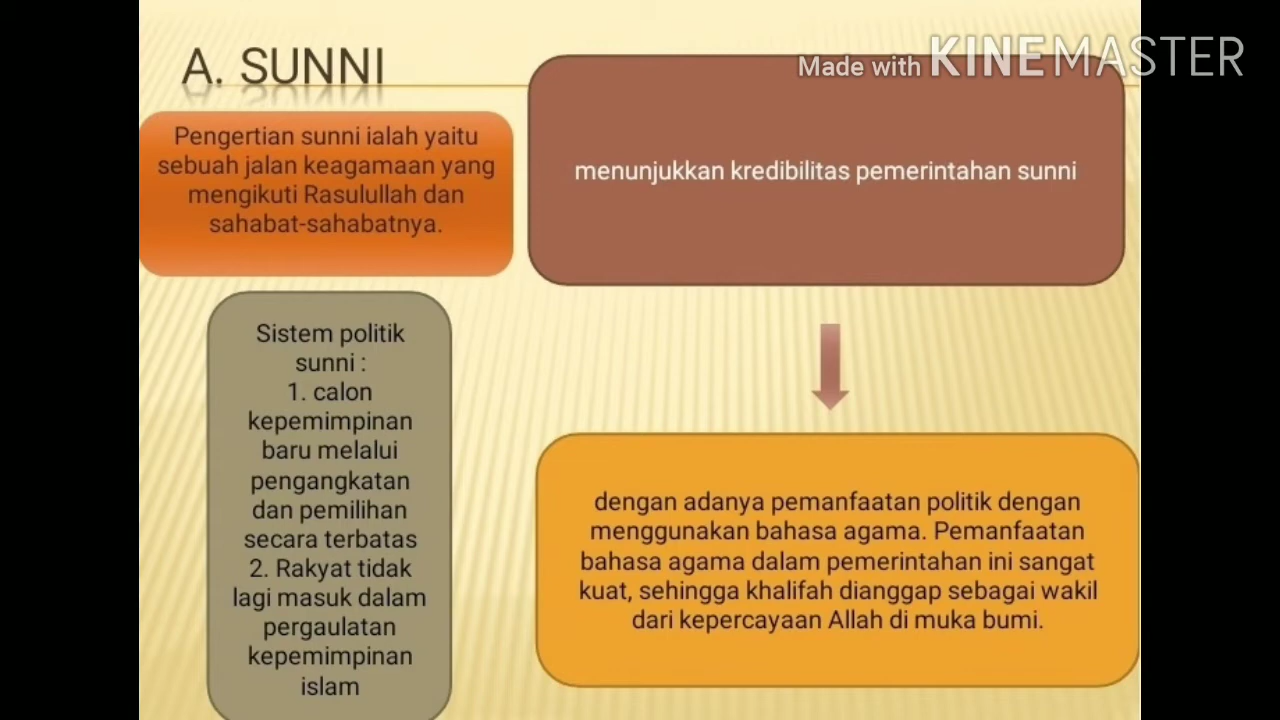 A. SUNNI
Made with KINEMASTER
Pengertian sunni ialah yaitu
sebuah jalan keagamaan yang
mengikuti Rasulullah dan
sahabat-sahabatnya.
menunjukkan kredibilitas pemerintahan sunni
Sistem politik
sunni :
1. calon
kepemimpinan
baru melalui
pengangkatan
dan pemilihan
secara terbatas
2. Rakyat tidak
lagi masuk dalam
pergaulatan
kepemimpinan
islam
dengan adanya pemanfaatan politik dengan
menggunakan bahasa agama. Pemanfaatan
bahasa agama dalam pemerintahan ini sangat
kuat, sehingga khalifah dianggap sebagai wakil
dari kepercayaan Allah di muka bumi.